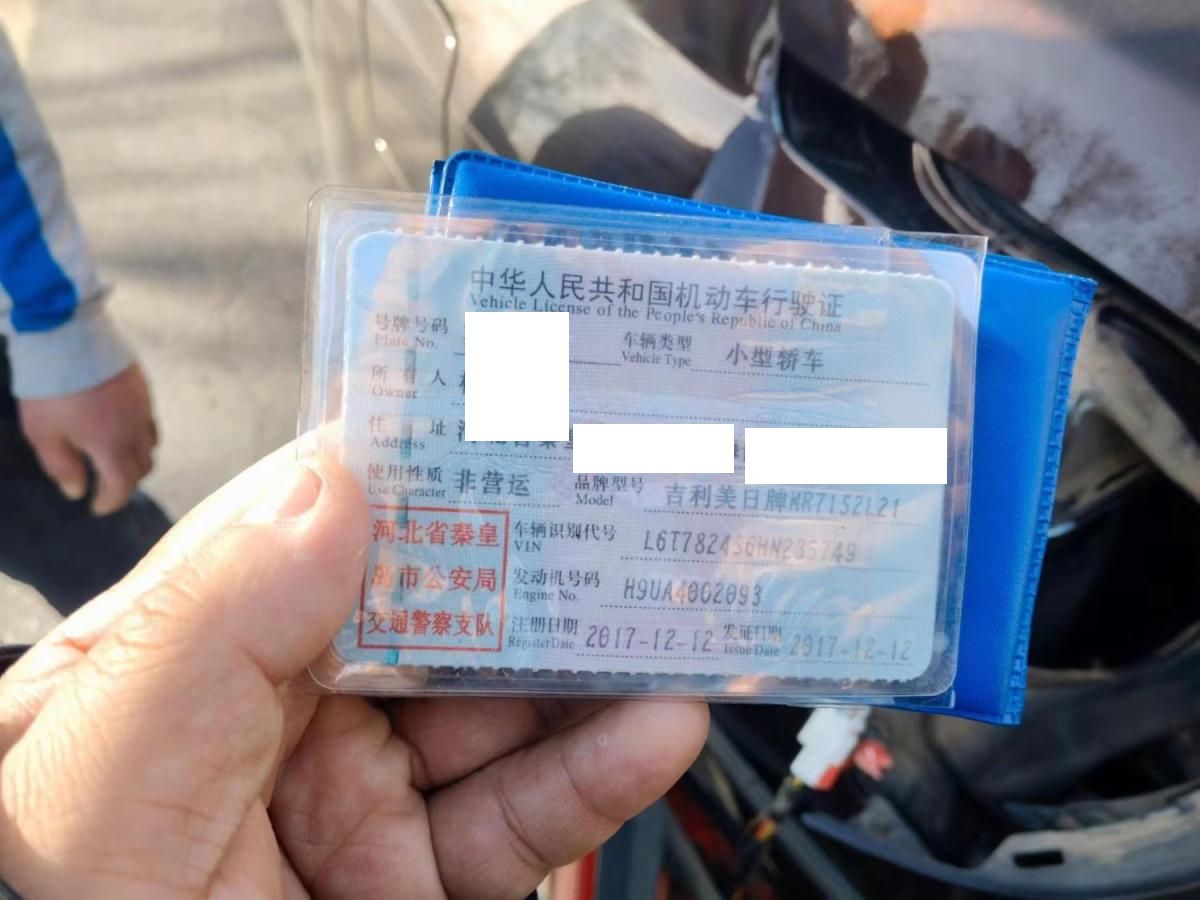 中华人民共和国机动车行驶证
Vehicle License of the People's Republic of China
号牌号码
Plate No.
车辆类型 小型轿车
Vehicle Type
所有人
Owner
住址
Address
使用性质 非营运
Use Character
品牌型号 吉利美日牌MR7152L21
Model
河北省秦皇
岛市公安局
交通警察支队
车辆识别代号 L6T7824S6HN235749
VIN
发动机号码 H9UA4002093
Engine No.
注册日期 2017-12-12
Register Date
发证日期 2017-12-12
Issue Date